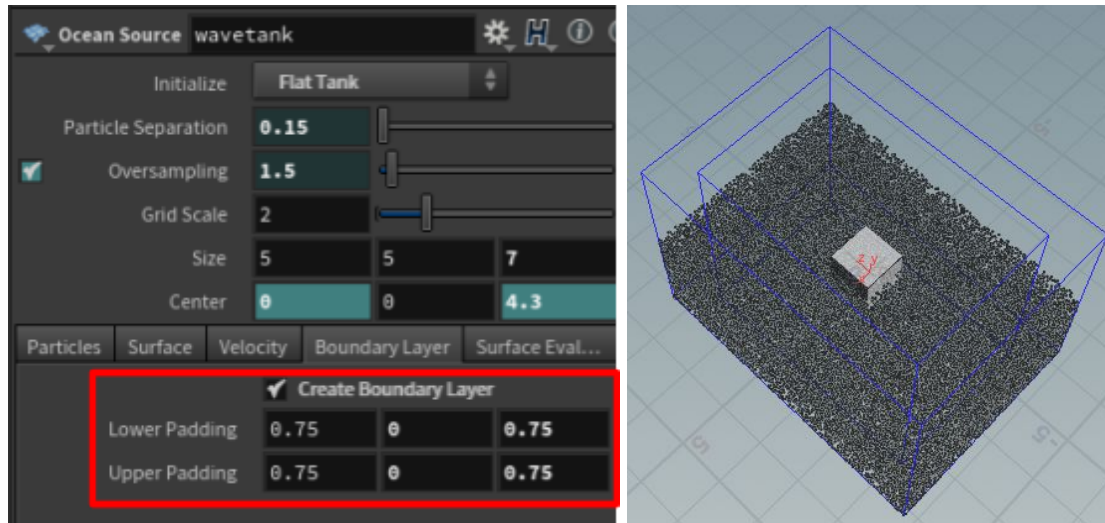 Ocean Source wavetank
Initialize Flat Tank
Particle Separation 0.15
Oversampling 1.5
Grid Scale 2
Size 5 5 7
Center 0 0 4.3
Particles Surface Velocity Boundary Layer Surface Eval...
Create Boundary Layer
Lower Padding 0.75 0 0.75
Upper Padding 0.75 0 0.75
z y
5
-5